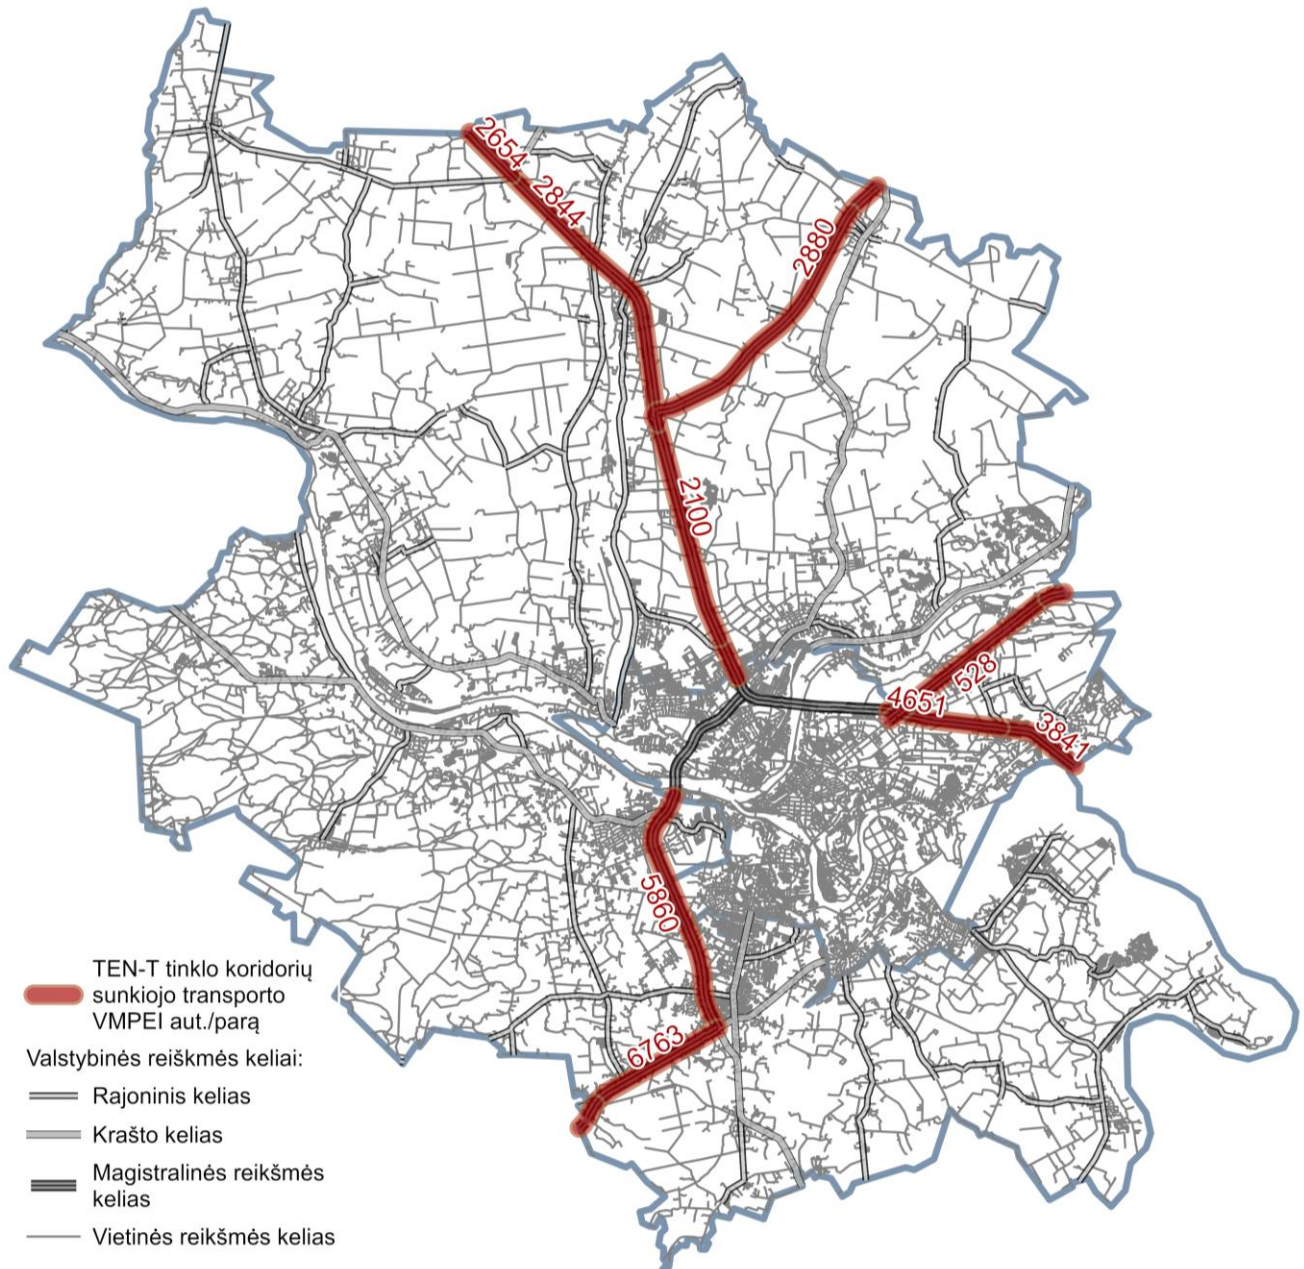 2654
2844
2880
2100
528
4651
3841
5860
6763
TEN-T tinklo koridorių
sunkiojo transporto
VMPEI aut./parą
Valstybinės reiškmės keliai:
Rajoninis kelias
Krašto kelias
Magistralinės reikšmės
kelias
Vietinės reikšmės kelias